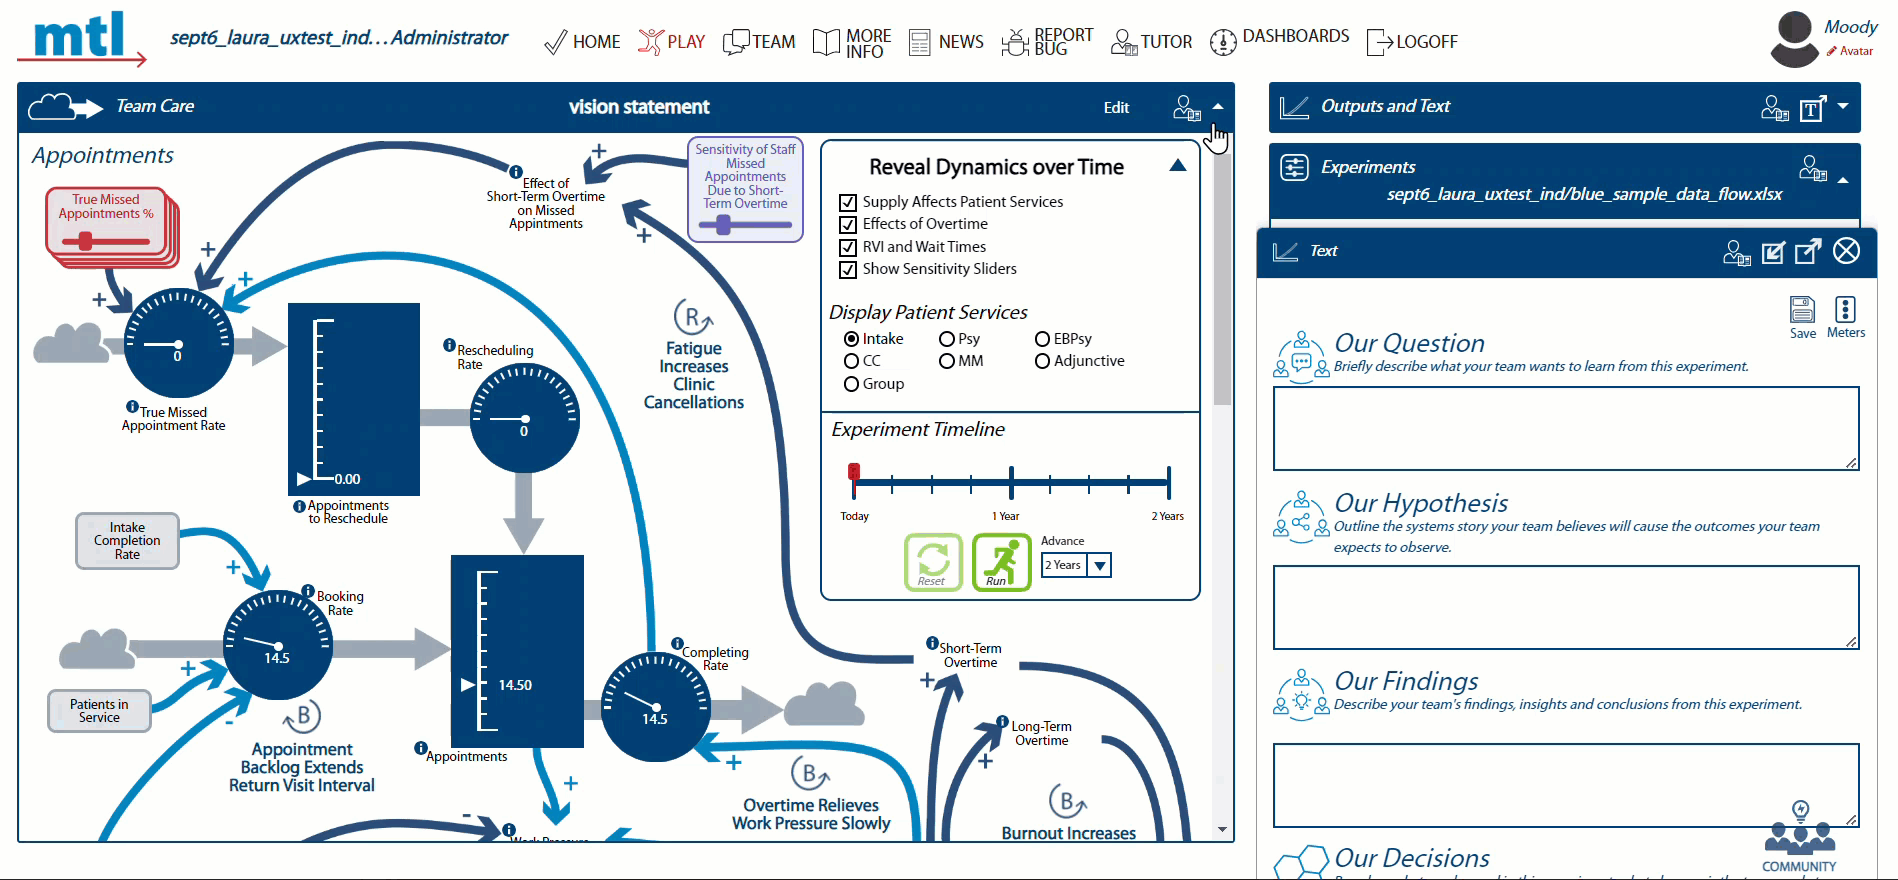 mtl
sept6_laura_uxtest_ind...Administrator
HOME
PLAY
TEAM
MORE
INFO
NEWS
REPORT
BUG
TUTOR
DASHBOARDS
LOGOFF
Moody
Avatar
Team Care
vision statement
Edit
Appointments
True Missed
Appointments %
Effect of
Short-Term Overtime
on Missed
Appintments
Sensitivity of Staff
Missed
Appointments
Due to Short-
Term Overtime
+
+
+
+
+
0
True Missed
Appointment Rate
0.00
Appointments
to Reschedule
Rescheduling
Rate
0
R
Fatigue
Increases
Clinic
Cancellations
Reveal Dynamics over Time
Supply Affects Patient Services
Effects of Overtime
RVI and Wait Times
Show Sensitivity Sliders
Display Patient Services
Intake
Psy
EBPsy
CC
MM
Adjunctive
Group
Experiment Timeline
Today
1 Year
2 Years
Reset
Run
Advance
2 Years
Intake
Completion
Rate
+
Booking
Rate
14.5
+
Patients in
Service
-
B
Appointment
Backlog Extends
Return Visit Interval
14.50
Appointments
+
Completing
Rate
14.5
+
B
Overtime Relieves
Work Pressure Slowly
Short-Term
Overtime
+
Long-Term
Overtime
+
B
Burnout Increases
-
Work Pressure
Outputs and Text
T
Experiments
sept6_laura_uxtest_ind/blue_sample_data_flow.xlsx
Text
Save
Meters
Our Question
Briefly describe what your team wants to learn from this experiment.
Our Hypothesis
Outline the systems story your team believes will cause the outcomes your team
expects to observe.
Our Findings
Describe your team's findings, insights and conclusions from this experiment.
Our Decisions
COMMUNITY